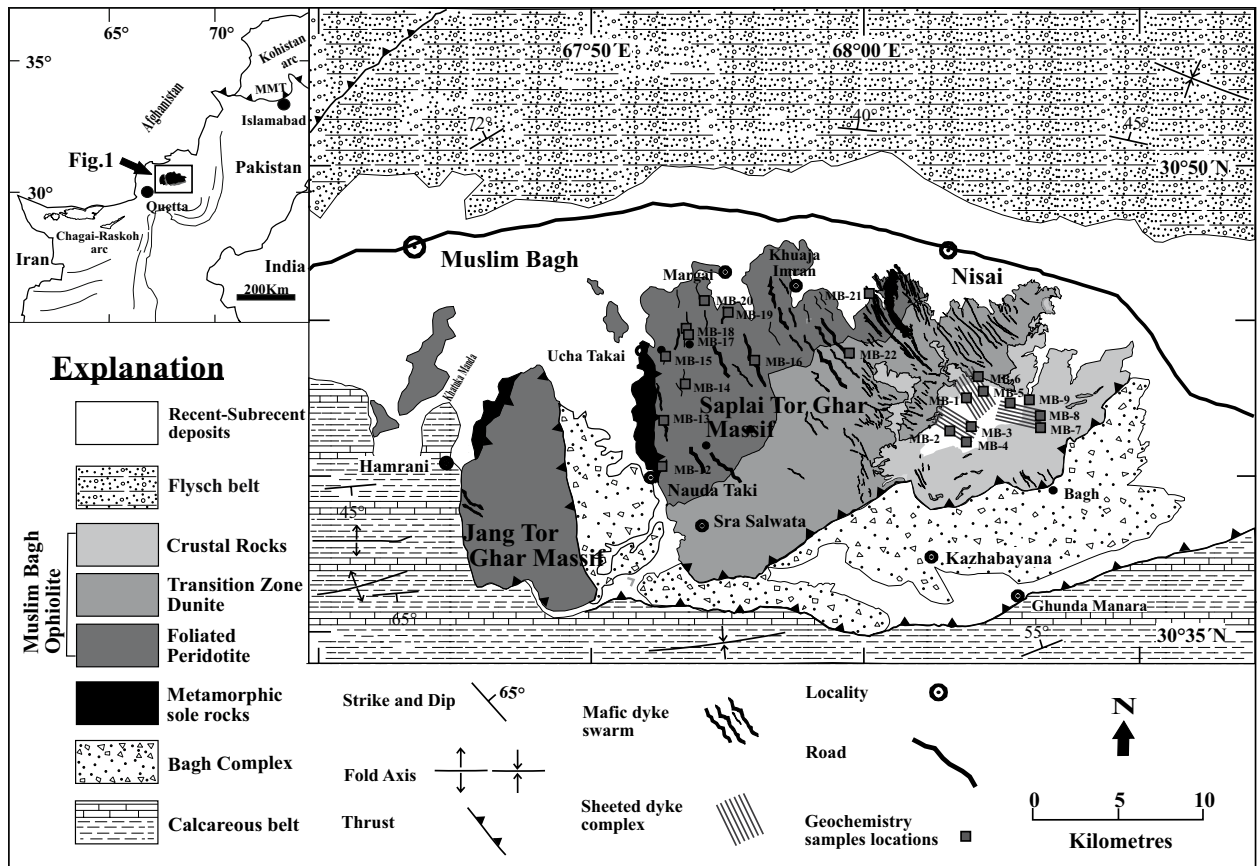 65°
70°
35°
30°
Kohistan
arc
MMT
Islamabad
Afghanistan
Fig.1
Pakistan
Quetta
Chagai-Raskoh
arc
Iran
India
200Km
67°50´E
68°00´E
72°
40°
45°
30°50´N
Muslim Bagh
Nisai
Margai
Khuaja
Imran
MB-21
MB-20
MB-19
MB-18
MB-17
Ucha Takai
MB-15
MB-16
MB-22
MB-14
MB-6
MB-5
MB-1
MB-9
MB-8
MB-7
MB-3
MB-2
MB-4
Saplai Tor Ghar
Massif
MB-13
MB-12
Hamrani
Nauda Taki
Bagh
Sra Salwata
Jang Tor
Ghar Massif
Kazhabayana
Ghunda Manara
45°
65°
55°
30°35´N
Explanation
Recent-Subrecent
deposits
Flysch belt
Muslim Bagh
Ophiolite
Crustal Rocks
Transition Zone
Dunite
Foliated
Peridotite
Metamorphic
sole rocks
Bagh Complex
Calcareous belt
Strike and Dip
65°
Fold Axis
Thrust
Mafic dyke
swarm
Sheeted dyke
complex
Locality
Road
Geochemistry
samples locations
N
0 5 10
Kilometres